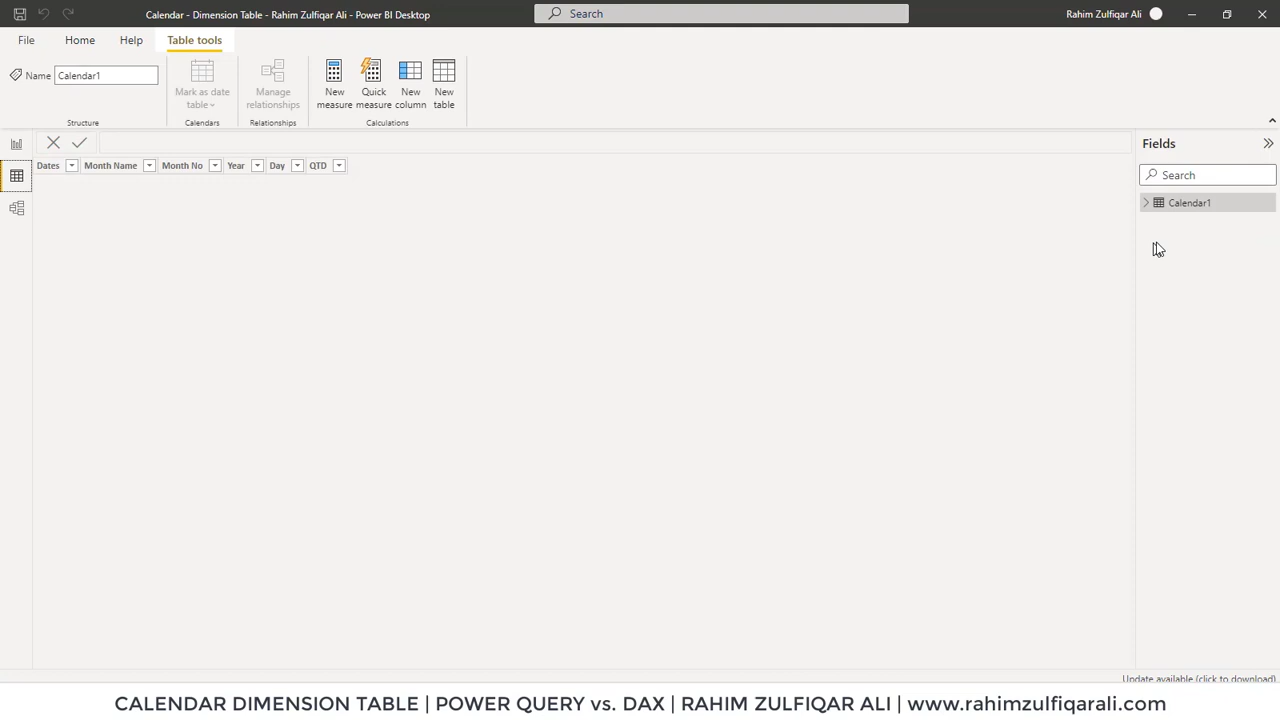 Calendar - Dimension Table - Rahim Zulfiqar Ali - Power BI Desktop
Search
Rahim Zulfiqar Ali
File
Home
Help
Table tools
Name
Calendar1
Mark as date table
Manage relationships
New measure
Quick measure
New column
New table
Structure
Calendars
Relationships
Calculations
Dates
Month Name
Month No
Year
Day
QTD
Fields
Search
Calendar1
Update available (click to download)
CALENDAR DIMENSION TABLE | POWER QUERY vs. DAX | RAHIM ZULFIQAR ALI | www.rahimzulfiqarali.com